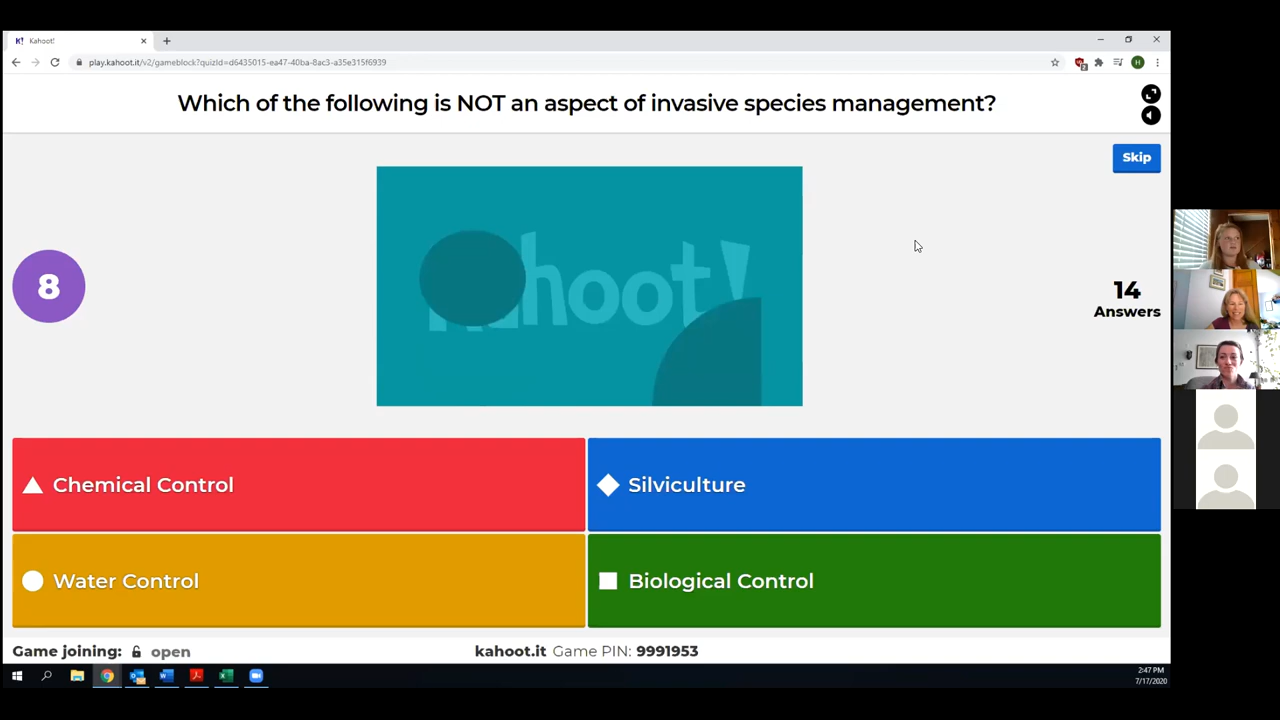 K! Kahoot!
play.kahoot.it/v2/gameblock?quizId=d6435015-ea47-40ba-8ac3-a35e315f6939
H
Which of the following is NOT an aspect of invasive species management?
Skip
Kahoot!
8
14
Answers
Chemical Control
Silviculture
Water Control
Biological Control
Game joining: open
kahoot.it Game PIN: 9991953
2:47 PM
7/17/2020